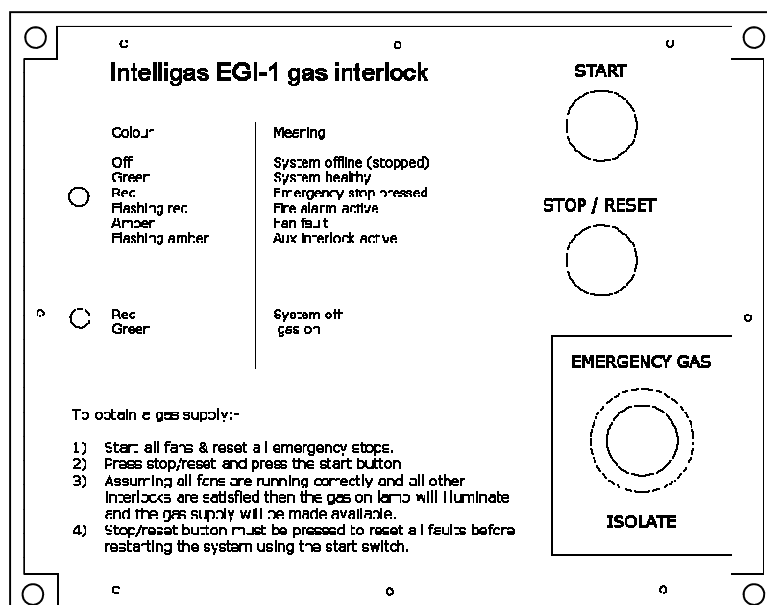 Intelligas EGI-1 gas interlock
START
Colour Meaning
Off System offline (stopped)
Green System healthy
Red Emergency stop pressed
Flashing red Fire alarm active
Amber Fan fault
Flashing amber Aux interlock active
STOP / RESET
Red System off
Green gas on
EMERGENCY GAS
ISOLATE
To obtain a gas supply:-
1) Start all fans & reset all emergency stops.
2) Press stop/reset and press the start button
3) Assuming all fans are running correctly and all other
interlocks are satisfied then the gas on lamp will illuminate
and the gas supply will be made available.
4) Stop/reset button must be pressed to reset all faults before
restarting the system using the start switch.